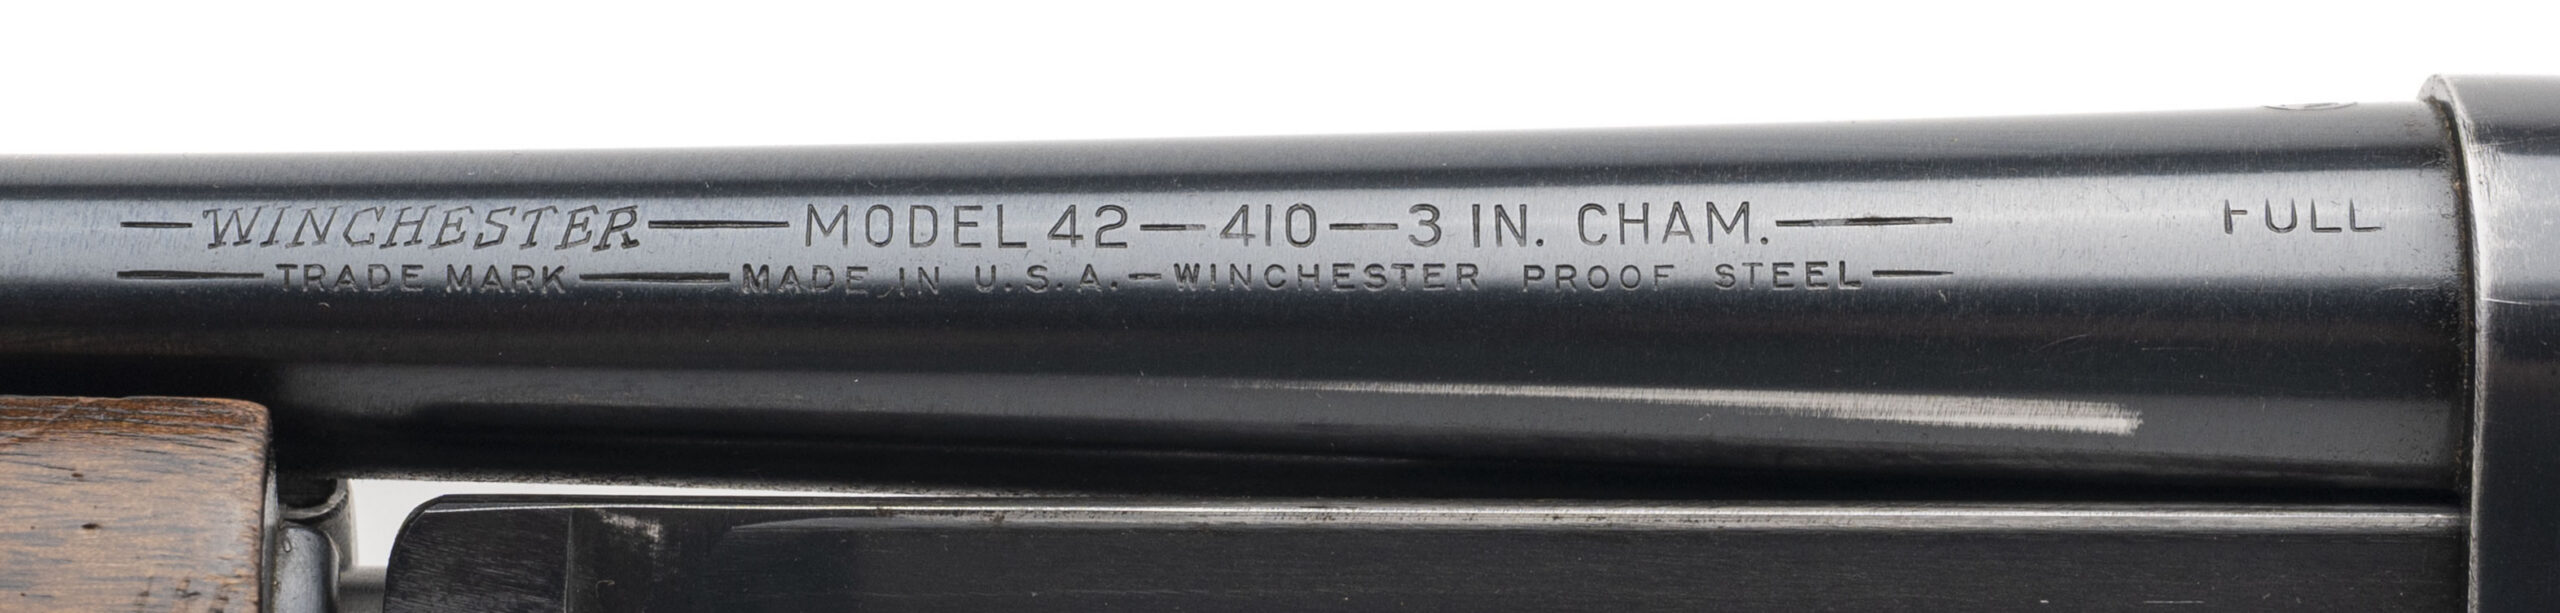 —WINCHESTER——MODEL 42—410—3 IN. CHAM.—— FULL
——TRADE MARK——MADE IN U.S.A.—WINCHESTER PROOF STEEL—